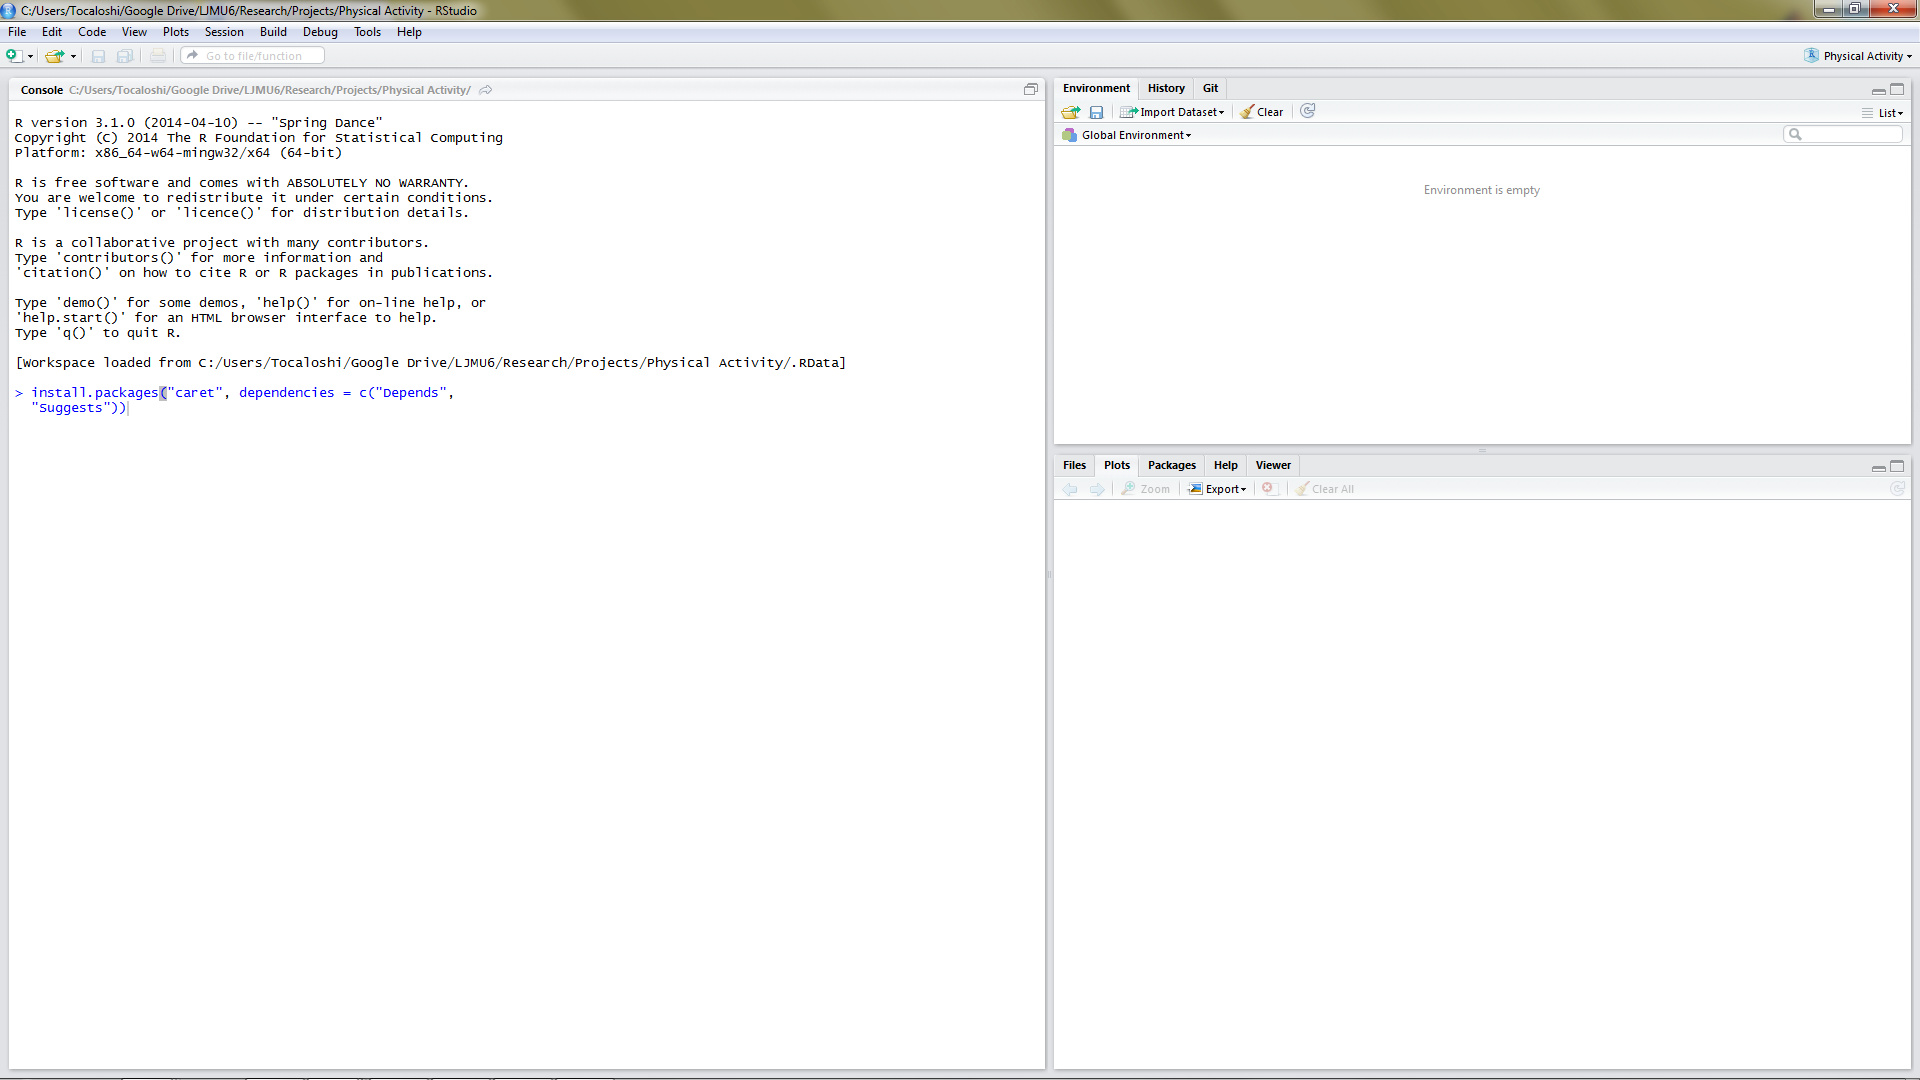 C:/Users/Tocaloshi/Google Drive/LJMU6/Research/Projects/Physical Activity - RStudio
File Edit Code View Plots Session Build Debug Tools Help
Go to file/function
Physical Activity
Console C:/Users/Tocaloshi/Google Drive/LJMU6/Research/Projects/Physical Activity/
R version 3.1.0 (2014-04-10) -- "Spring Dance"
Copyright (C) 2014 The R Foundation for Statistical Computing
Platform: x86_64-w64-mingw32/x64 (64-bit)
R is free software and comes with ABSOLUTELY NO WARRANTY.
You are welcome to redistribute it under certain conditions.
Type 'license()' or 'licence()' for distribution details.
R is a collaborative project with many contributors.
Type 'contributors()' for more information and
'citation()' on how to cite R or R packages in publications.
Type 'demo()' for some demos, 'help()' for on-line help, or
'help.start()' for an HTML browser interface to help.
Type 'q()' to quit R.
[Workspace loaded from C:/Users/Tocaloshi/Google Drive/LJMU6/Research/Projects/Physical Activity/.RData]
> install.packages("caret", dependencies = c("Depends",
"Suggests"))
Environment History Git
Import Dataset Clear List
Global Environment
Environment is empty
Files Plots Packages Help Viewer
Zoom Export Clear All